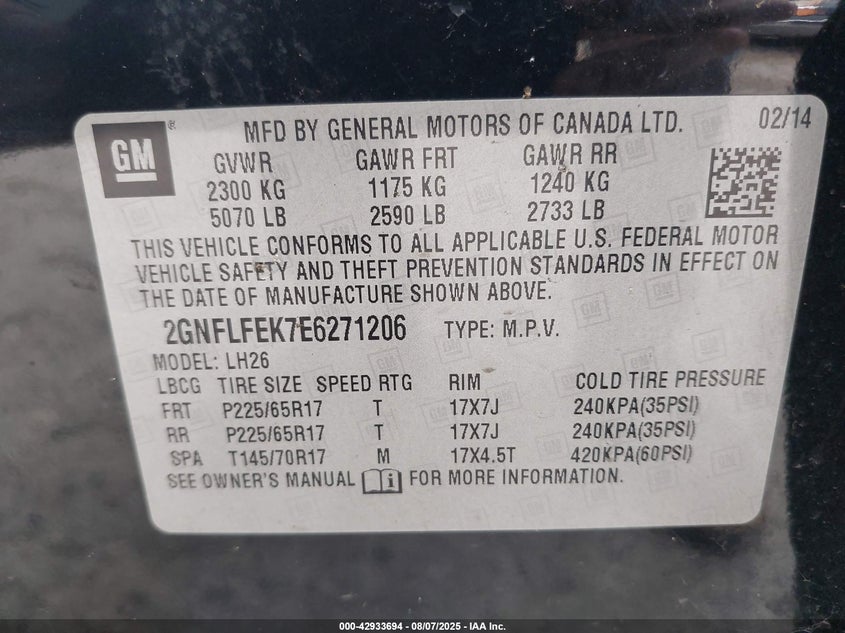 GM ® MFD BY GENERAL MOTORS OF CANADA LTD. 02/14
GVWR GAWR FRT GAWR RR
2300 KG 1175 KG 1240 KG
5070 LB 2590 LB 2733 LB
THIS VEHICLE CONFORMS TO ALL APPLICABLE U.S. FEDERAL MOTOR
VEHICLE SAFETY AND THEFT PREVENTION STANDARDS IN EFFECT ON
THE DATE OF MANUFACTURE SHOWN ABOVE.
2GNFLFEK7E6271206 TYPE: M.P.V.
MODEL: LH26
LBCG TIRE SIZE SPEED RTG RIM COLD TIRE PRESSURE
FRT P225/65R17 T 17X7J 240KPA(35PSI)
RR P225/65R17 T 17X7J 240KPA(35PSI)
SPA T145/70R17 M 17X4.5T 420KPA(60PSI)
SEE OWNER'S MANUAL i FOR MORE INFORMATION.
000-42933694 - 08/07/2025 - IAA Inc.